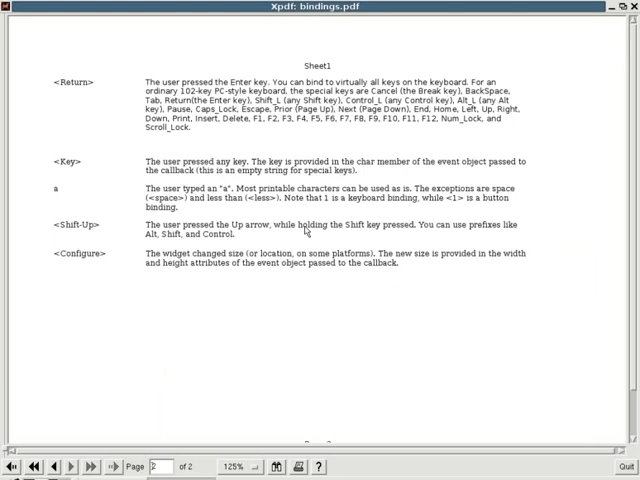 Xpdf: bindings.pdf
Sheet1
<Return> The user pressed the Enter key. You can bind to virtually all keys on the keyboard. For an
ordinary 102-key PC-style keyboard, the special keys are Cancel (the Break key), BackSpace,
Tab, Return(the Enter key), Shift_L (any Shift key), Control_L (any Control key), Alt_L (any Alt
key), Pause, Caps_Lock, Escape, Prior (Page Up), Next (Page Down), End, Home, Left, Up, Right,
Down, Print, Insert, Delete, F1, F2, F3, F4, F5, F6, F7, F8, F9, F10, F11, F12, Num_Lock, and
Scroll_Lock.
<Key> The user pressed any key. The key is provided in the char member of the event object passed to
the callback (this is an empty string for special keys).
a The user typed an "a". Most printable characters can be used as is. The exceptions are space
(<space>) and less than (<less>). Note that 1 is a keyboard binding, while <1> is a button
binding.
<Shift-Up> The user pressed the Up arrow, while holding the Shift key pressed. You can use prefixes like
Alt, Shift, and Control.
<Configure> The widget changed size (or location, on some platforms). The new size is provided in the width
and height attributes of the event object passed to the callback.
Page 2 of 2 125% ? Quit